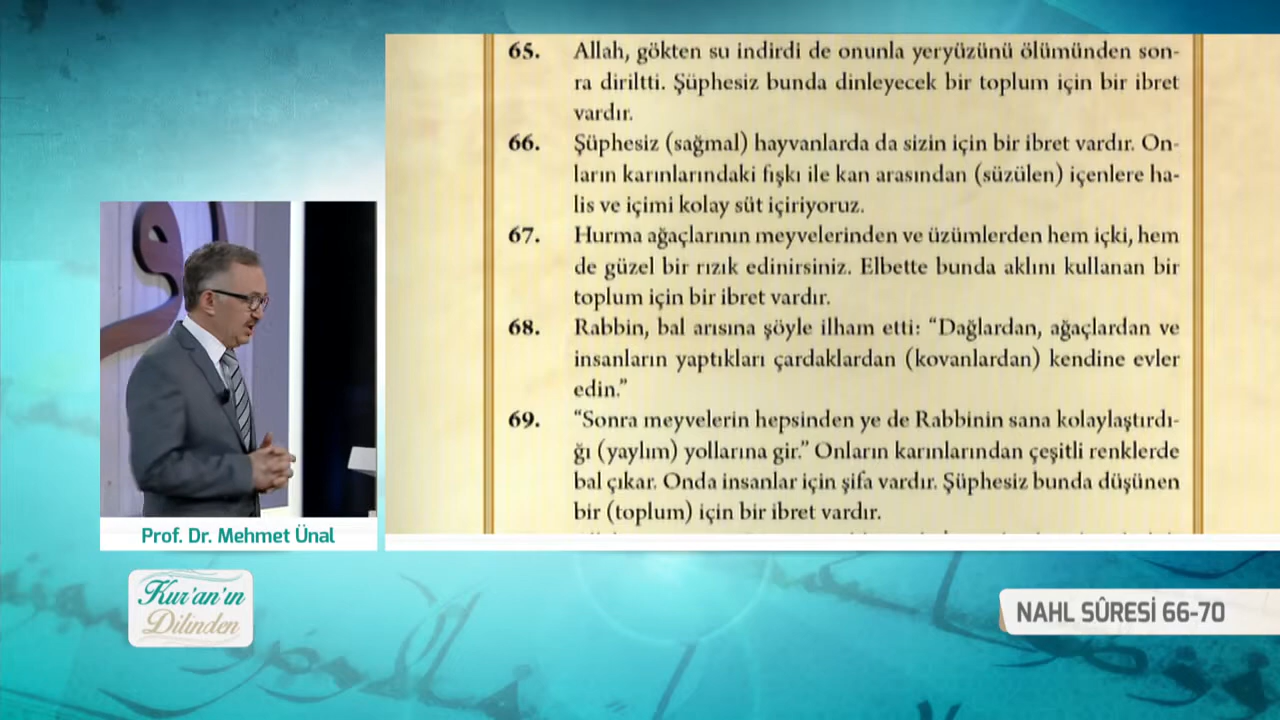 65. Allah, gökten su indirdi de onunla yeryüzünü ölümünden son-
ra diriltti. Şüphesiz bunda dinleyecek bir toplum için bir ibret
vardır.
66. Şüphesiz (sağmal) hayvanlarda da sizin için bir ibret vardır. On-
ların karınlarındaki fışkı ile kan arasından (süzülen) içenlere ha-
lis ve içimi kolay süt içiriyoruz.
67. Hurma ağaçlarının meyvelerinden ve üzümlerden hem içki, hem
de güzel bir rızık edinirsiniz. Elbette bunda aklını kullanan bir
toplum için bir ibret vardır.
68. Rabbin, bal arısına şöyle ilham etti: “Dağlardan, ağaçlardan ve
insanların yaptıkları çardaklardan (kovanlardan) kendine evler
edin.”
69. “Sonra meyvelerin hepsinden ye de Rabbinin sana kolaylaştırdı-
ğı (yaylım) yollarına gir.” Onların karınlarından çeşitli renklerde
bal çıkar. Onda insanlar için şifa vardır. Şüphesiz bunda düşünen
bir (toplum) için bir ibret vardır.
Prof. Dr. Mehmet Ünal
Kur'an'ın
Dilinden
NAHL SÛRESİ 66-70